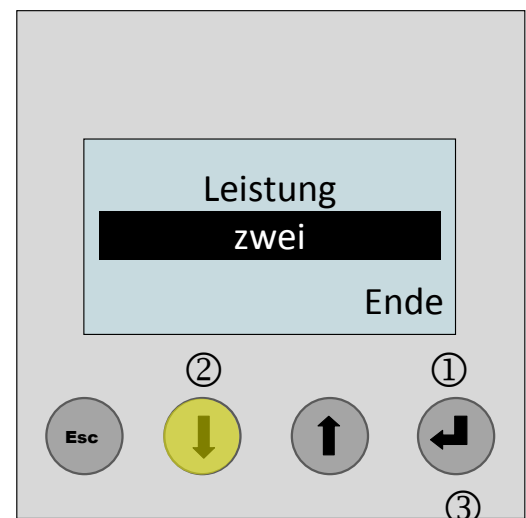 Leistung
zwei
Ende
② ①
Esc
③